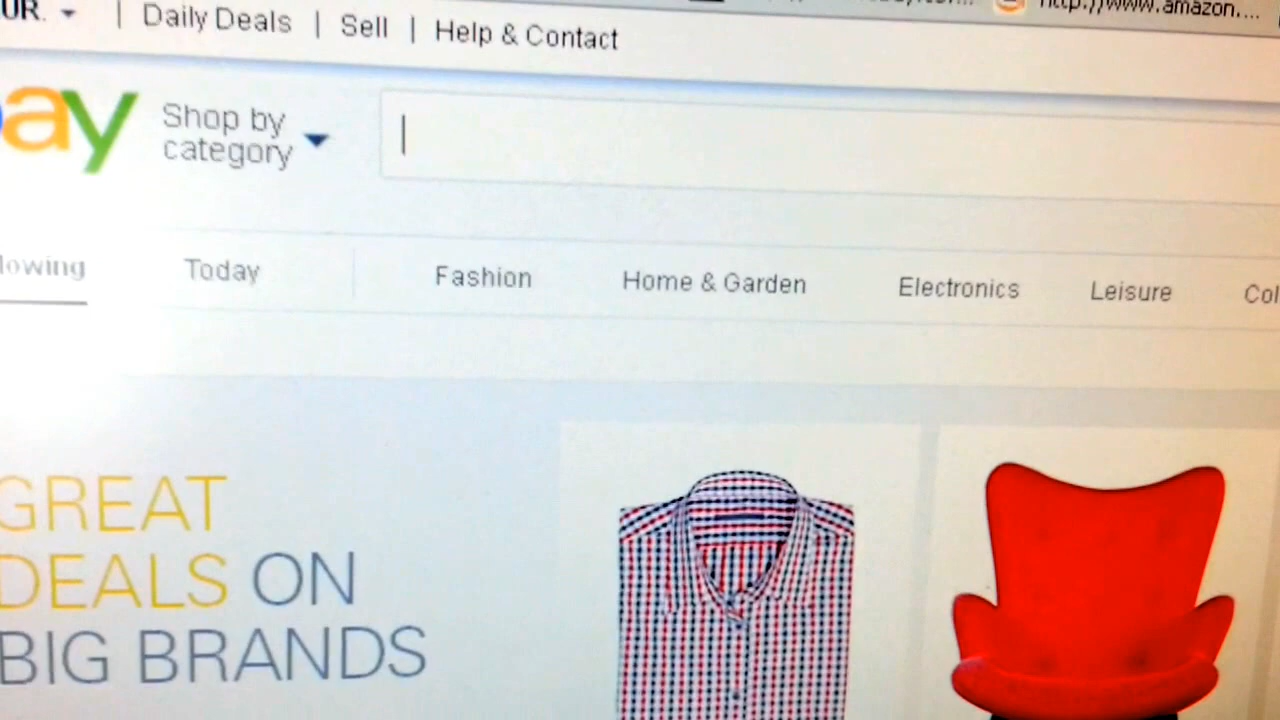 Daily Deals | Sell | Help & Contact
http://www.amazon....
ay
Shop by
category
lowing Today Fashion Home & Garden Electronics Leisure Col
GREAT
DEALS ON
BIG BRANDS